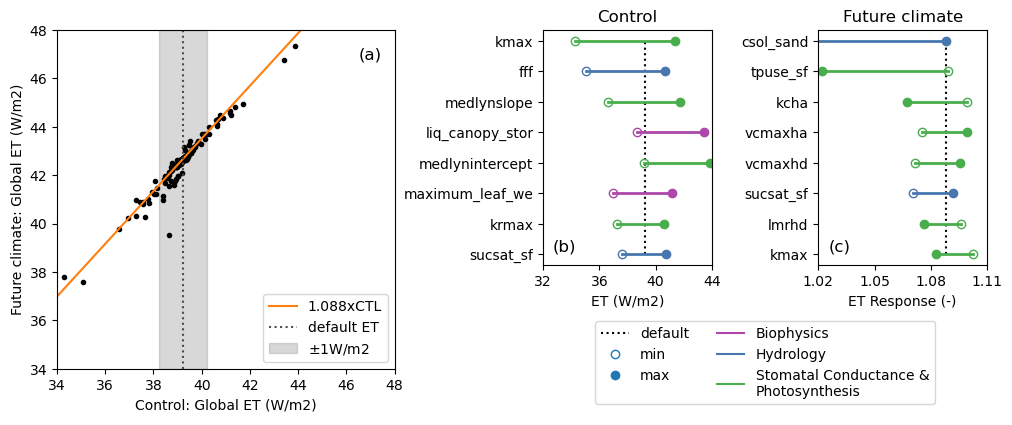 (a)
48
46
44
42
40
38
36
34
Future climate: Global ET (W/m2)
34
36
38
40
42
44
46
48
Control: Global ET (W/m2)
1.088xCTL
default ET
±1W/m2
Control
kmax
fff
medlynslope
liq_canopy_stor
medlynintercept
maximum_leaf_we
krmax
sucsat_sf
(b)
32
36
40
44
ET (W/m2)
Future climate
csol_sand
tpuse_sf
kcha
vcmaxha
vcmaxhd
sucsat_sf
lmrhd
kmax
(c)
1.02
1.05
1.08
1.11
ET Response (-)
default
min
max
Biophysics
Hydrology
Stomatal Conductance &
Photosynthesis